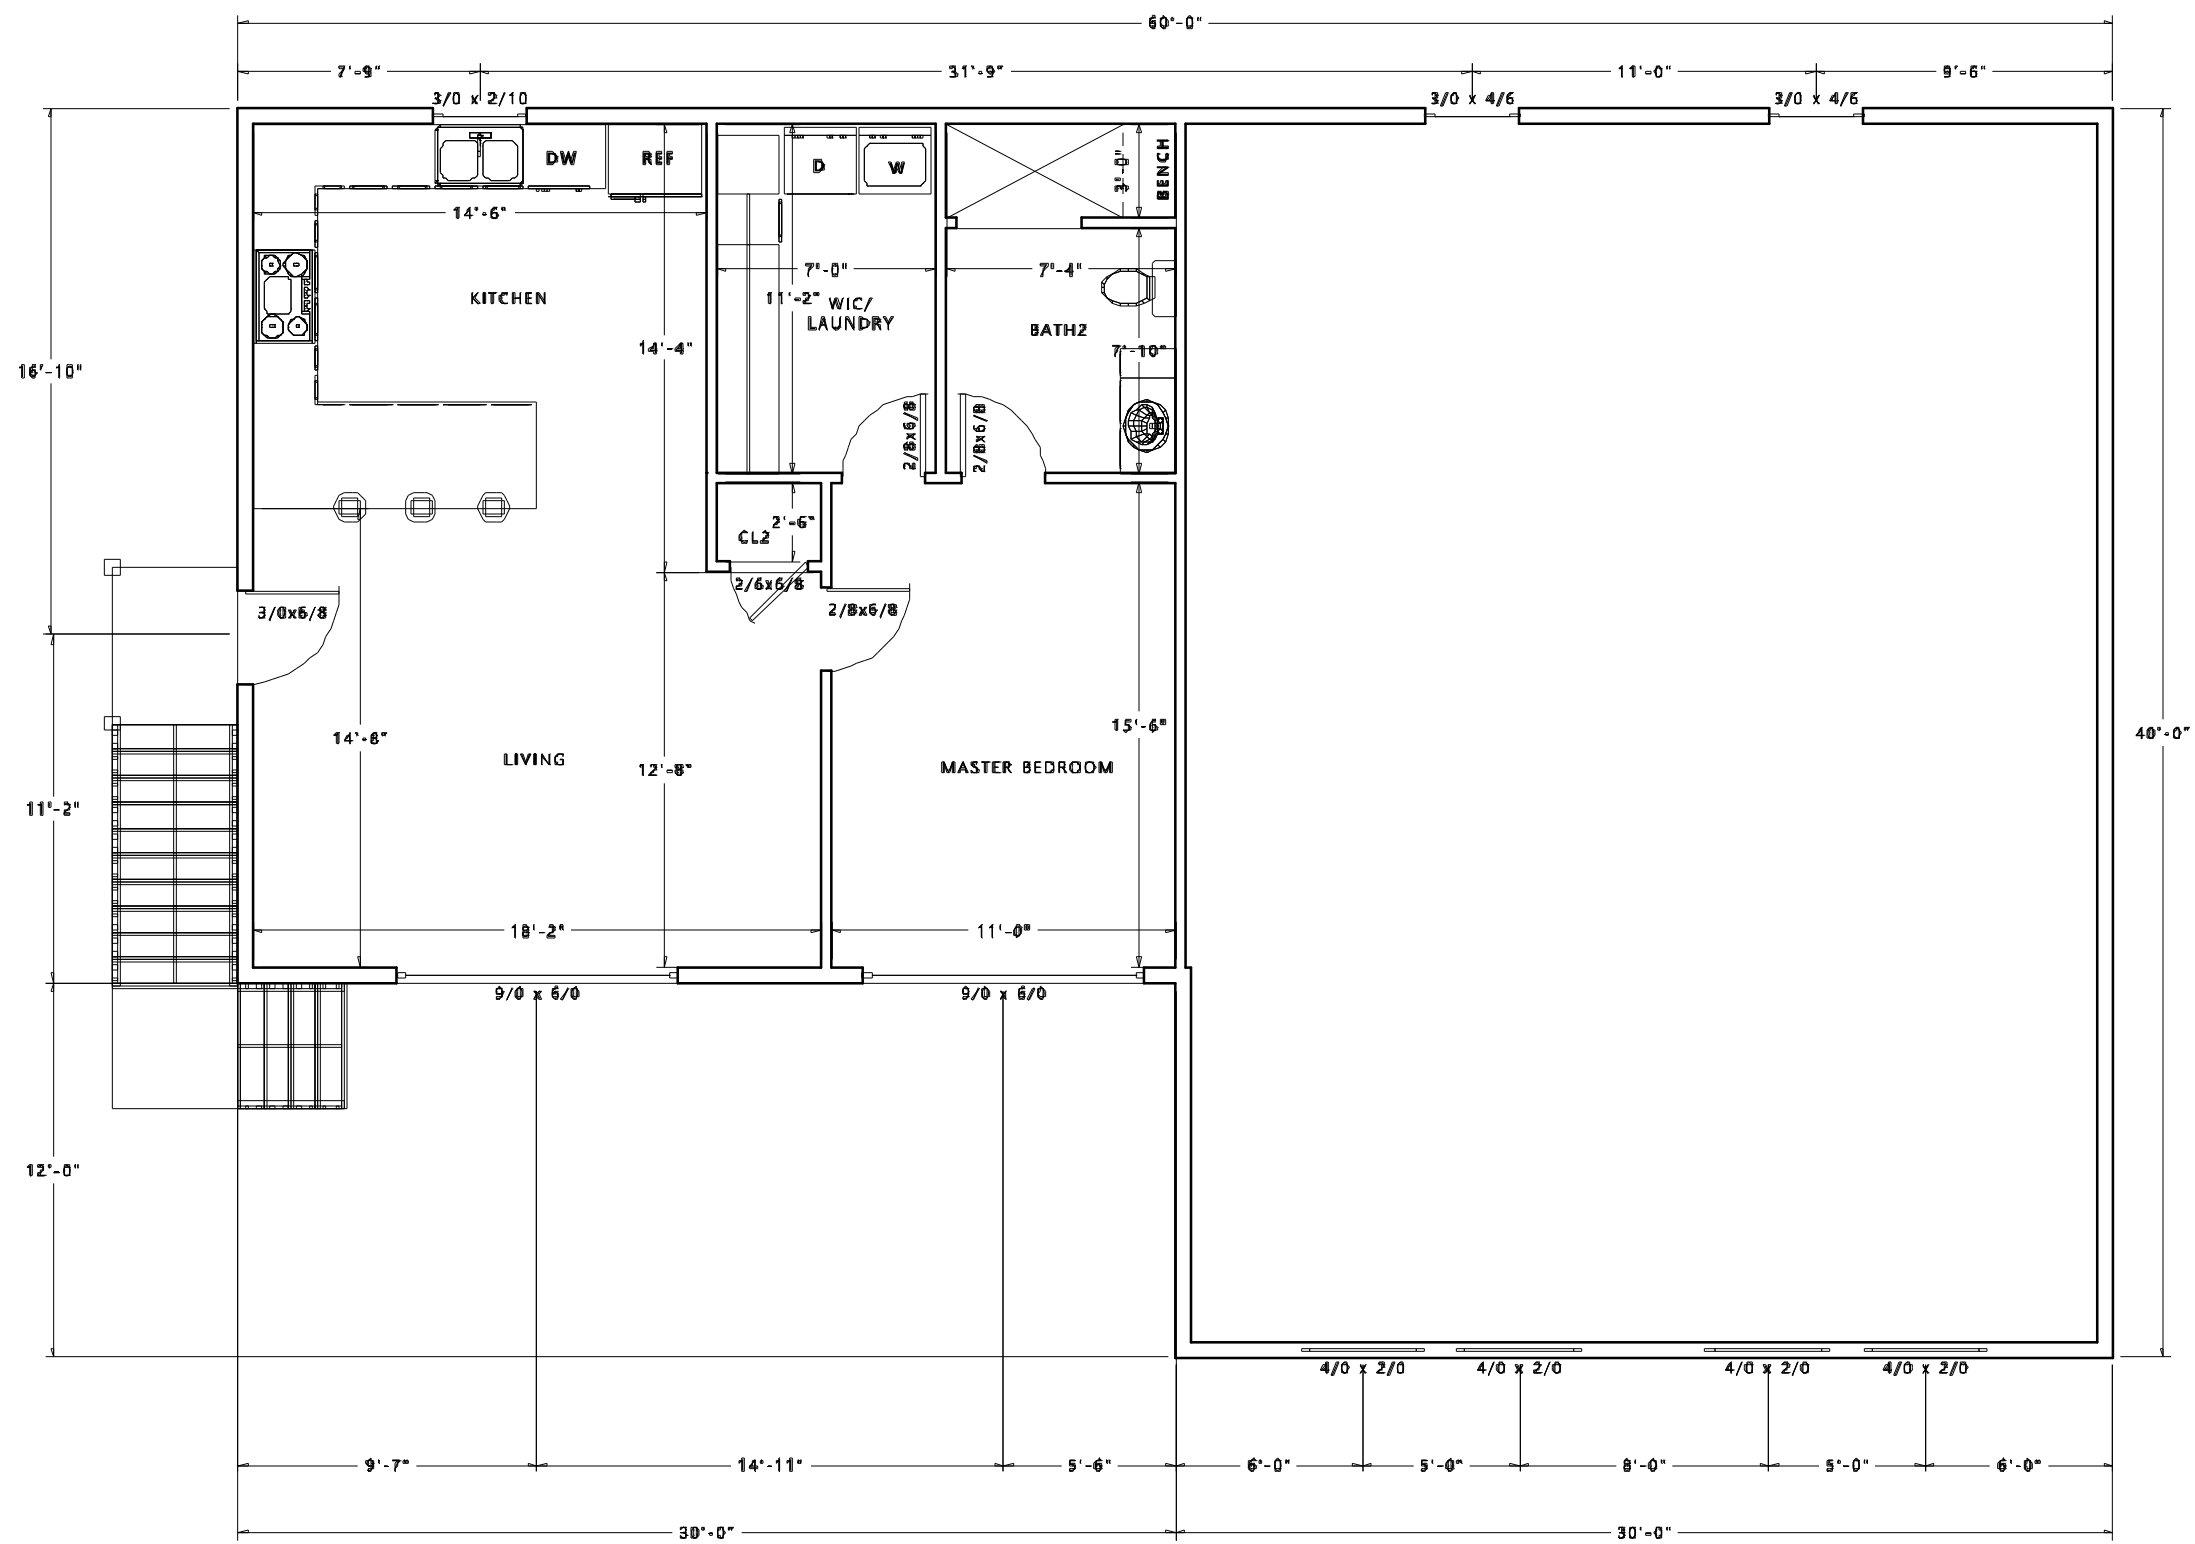 60'-0"
7'-9" 31'-9" 11'-0" 9'-6"
3/0 x 2/10 3/0 x 4/6 3/0 x 4/6
DW REF D W 3'-0" BENCH
14'-6"
7'-0" 7'-4"
KITCHEN 11'-2" WIC/
LAUNDRY BATH2
14'-4" 7'-10"
16'-10"
2/8x6/8 2/8x6/8
2'-6"
CL2
2/6x6/8
3/0x6/8 2/8x6/8
15'-6"
40'-0"
14'-8"
LIVING 12'-8" MASTER BEDROOM
11'-2"
18'-2" 11'-0"
9/0 x 6/0 9/0 x 6/0
12'-0"
4/0 x 2/0 4/0 x 2/0 4/0 x 2/0 4/0 x 2/0
9'-7" 14'-11" 5'-6" 6'-0" 5'-0" 8'-0" 5'-0" 6'-0"
30'-0" 30'-0"